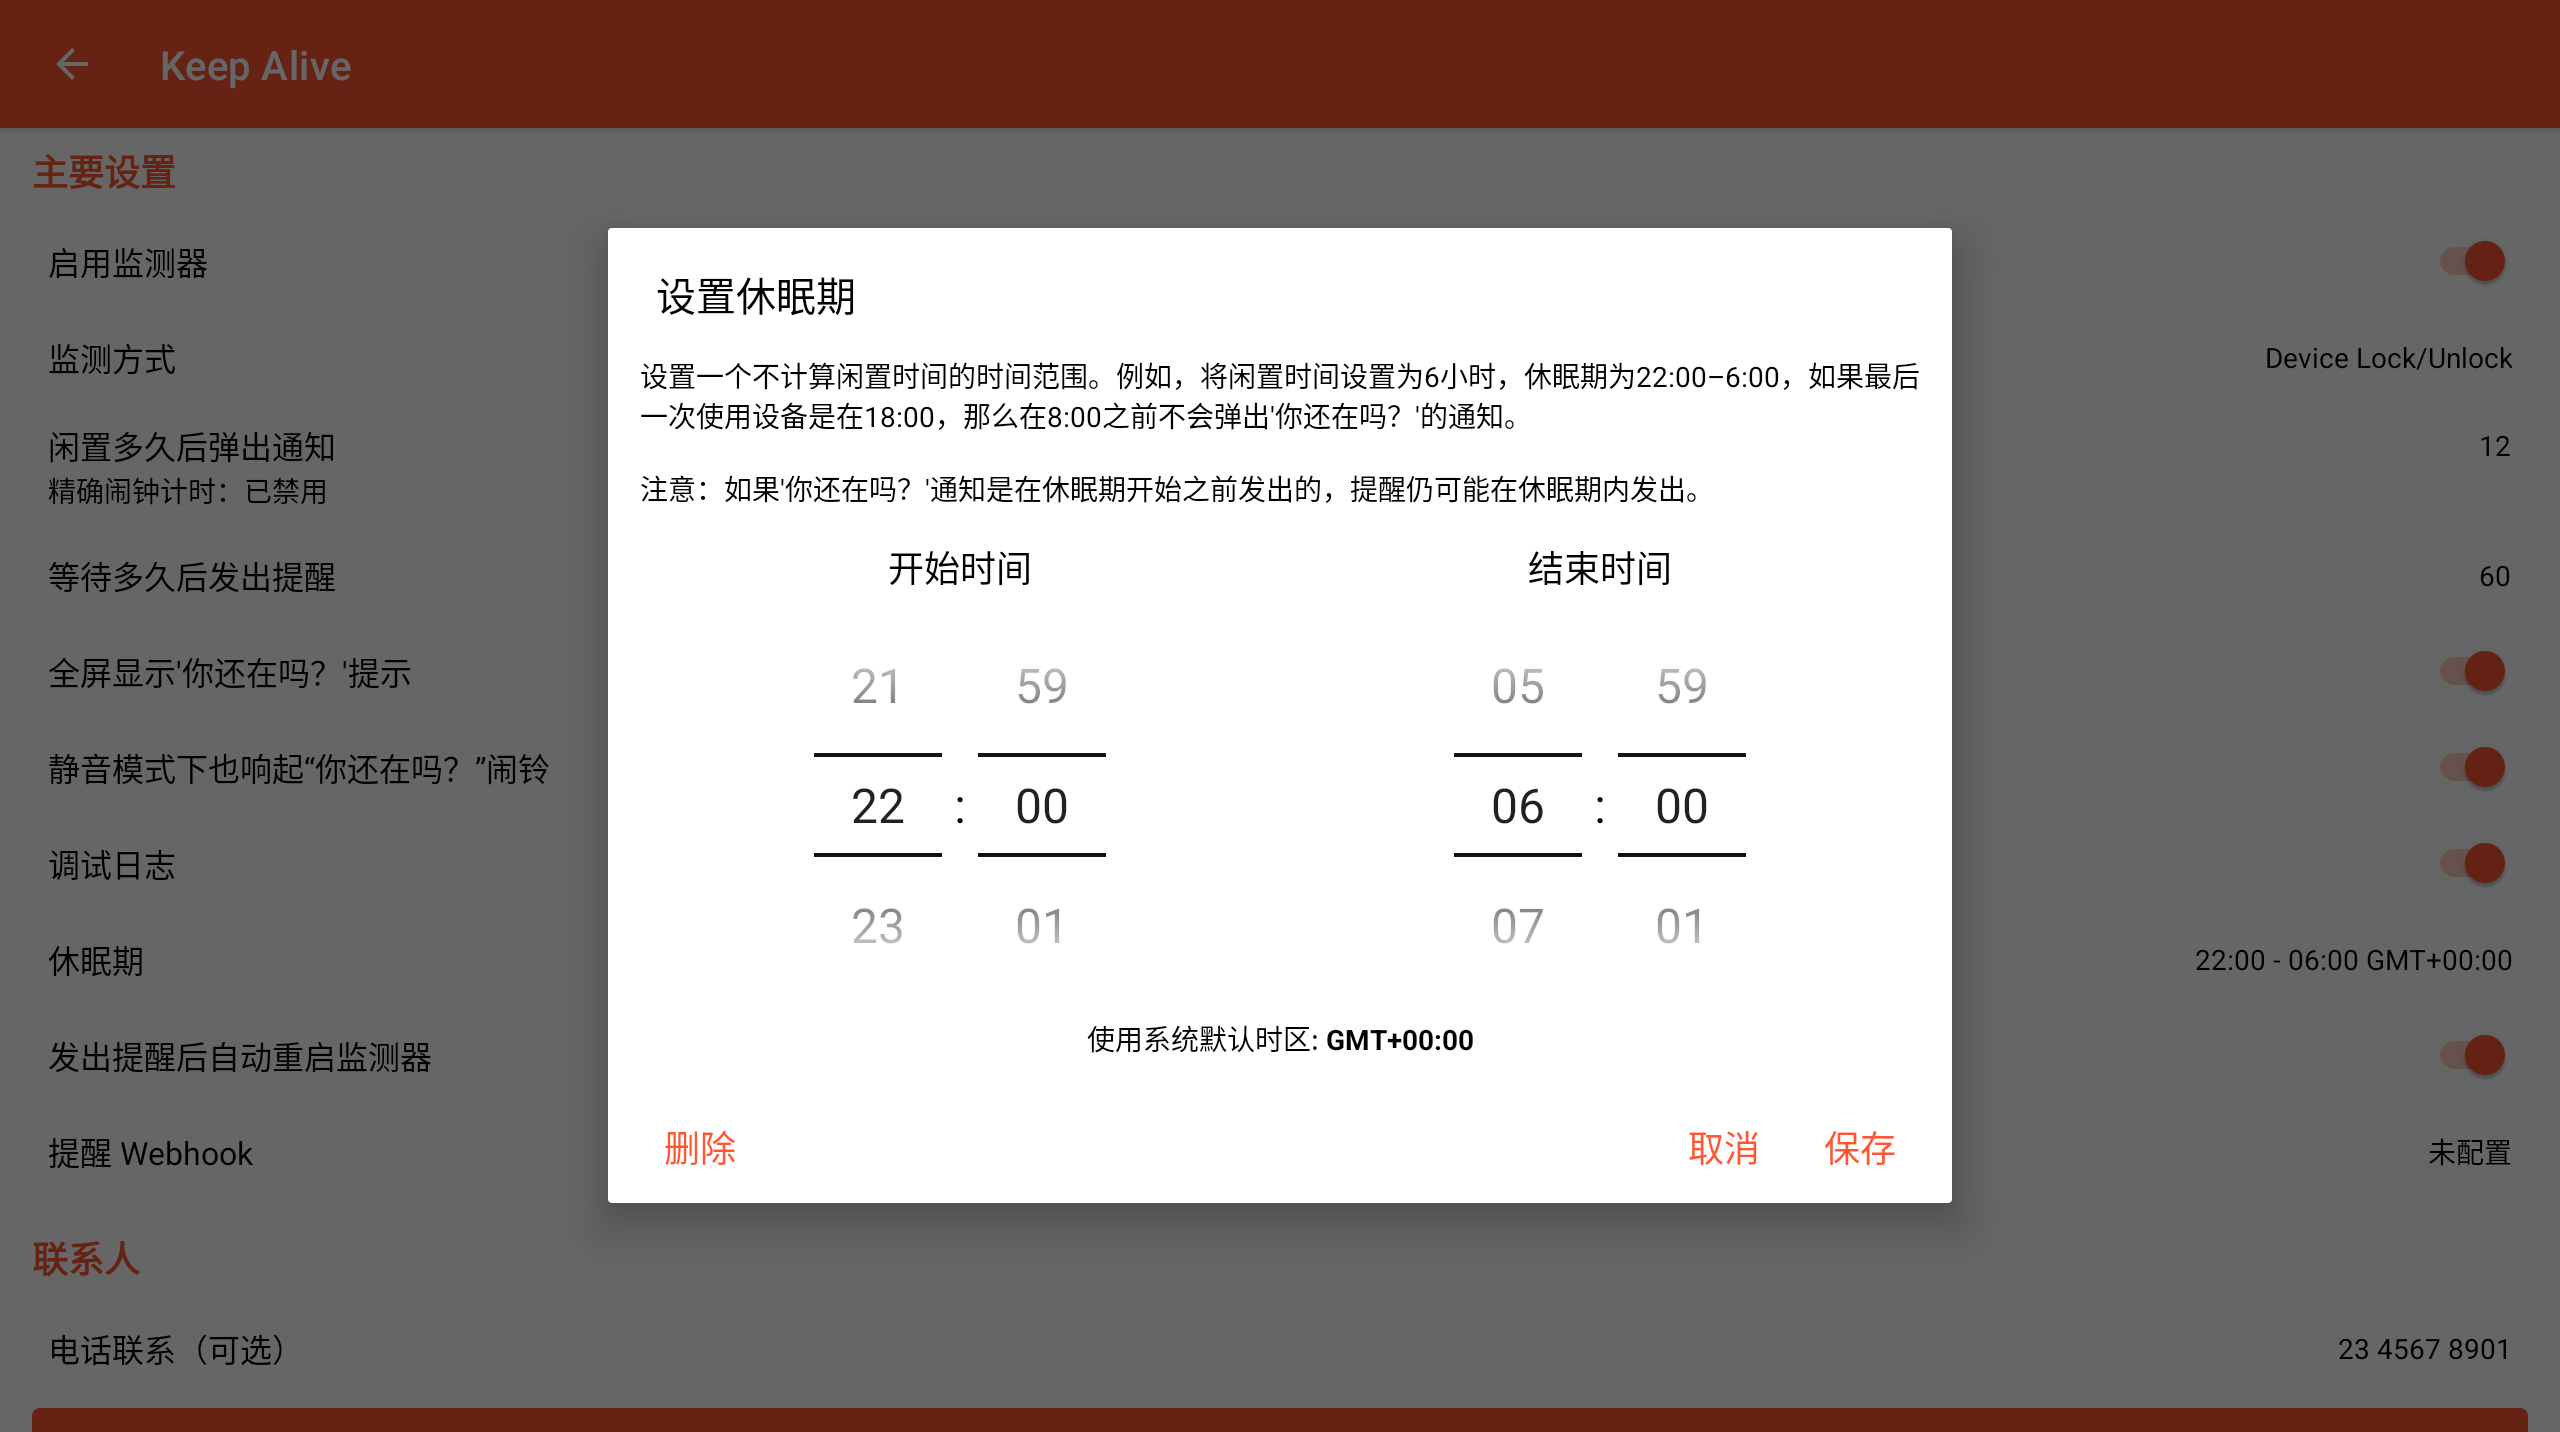 Keep Alive
主要设置
启用监测器
监测方式
Device Lock/Unlock
闲置多久后弹出通知
12
精确闹钟计时：已禁用
等待多久后发出提醒
60
全屏显示'你还在吗？'提示
静音模式下也响起“你还在吗？”闹铃
调试日志
休眠期
22:00 - 06:00 GMT+00:00
发出提醒后自动重启监测器
提醒 Webhook
未配置
联系人
电话联系（可选）
23 4567 8901
设置休眠期
设置一个不计算闲置时间的时间范围。例如，将闲置时间设置为6小时，休眠期为22:00–6:00，如果最后
一次使用设备是在18:00，那么在8:00之前不会弹出'你还在吗？'的通知。
注意：如果'你还在吗？'通知是在休眠期开始之前发出的，提醒仍可能在休眠期内发出。
开始时间 结束时间
21 59 05 59
22 : 00 06 : 00
23 01 07 01
使用系统默认时区: GMT+00:00
删除 取消 保存